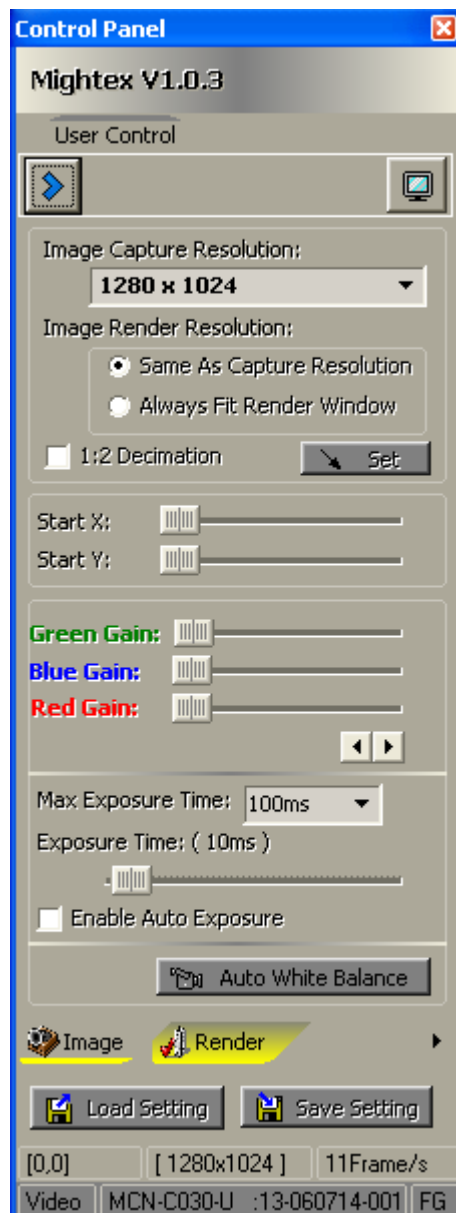 Control Panel
Mightex V1.0.3
User Control
Image Capture Resolution:
1280 x 1024
Image Render Resolution:
Same As Capture Resolution
Always Fit Render Window
1:2 Decimation
Set
Start X:
Start Y:
Green Gain:
Blue Gain:
Red Gain:
Max Exposure Time: 100ms
Exposure Time: ( 10ms )
Enable Auto Exposure
Auto White Balance
Image Render
Load Setting Save Setting
[0,0] [ 1280x1024 ] 11Frame/s
Video MCN-C030-U :13-060714-001 FG